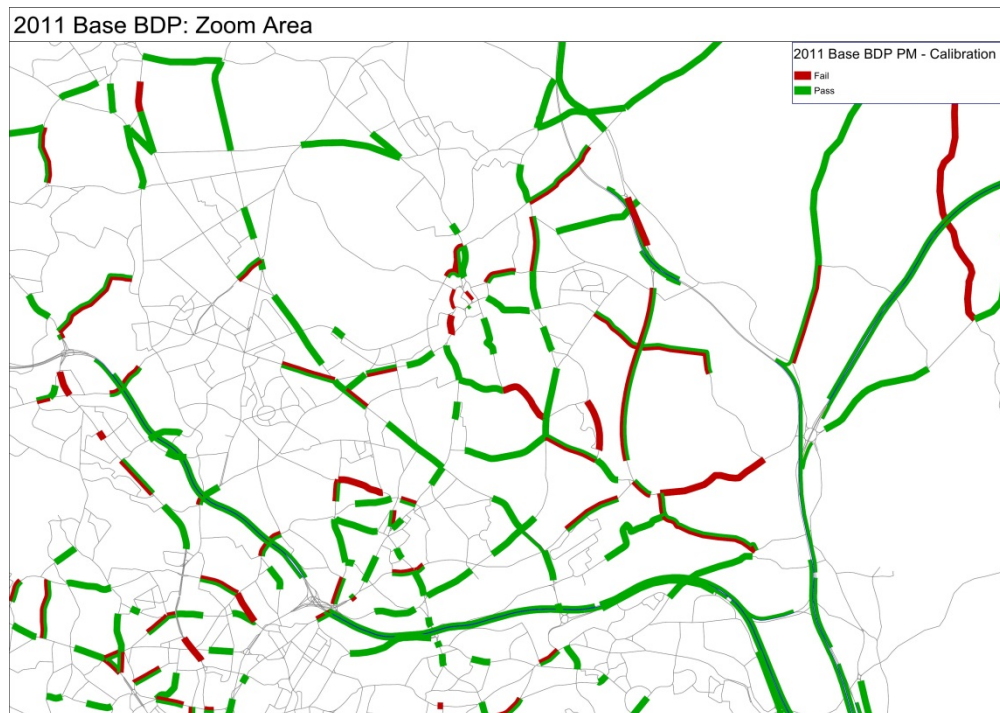 2011 Base BDP: Zoom Area
2011 Base BDP PM - Calibration
Fail
Pass